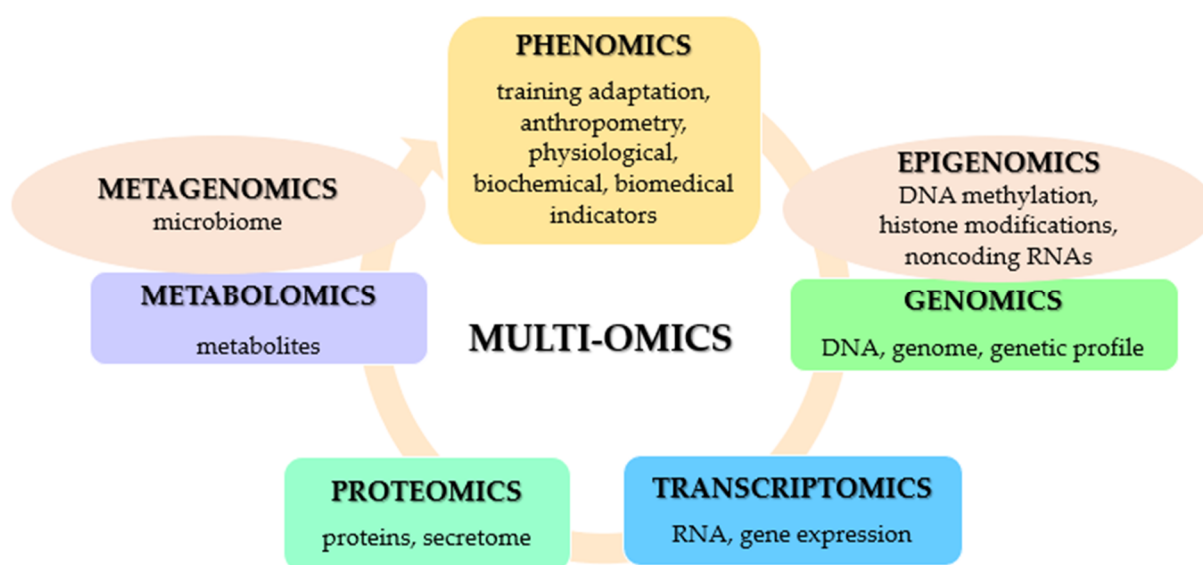 PHENOMICS
training adaptation,
anthropometry,
physiological,
biochemical, biomedical
indicators
METAGENOMICS
microbiome
EPIGENOMICS
DNA methylation,
histone modifications,
noncoding RNAs
METABOLOMICS
metabolites
MULTI-OMICS
GENOMICS
DNA, genome, genetic profile
PROTEOMICS
proteins, secretome
TRANSCRIPTOMICS
RNA, gene expression